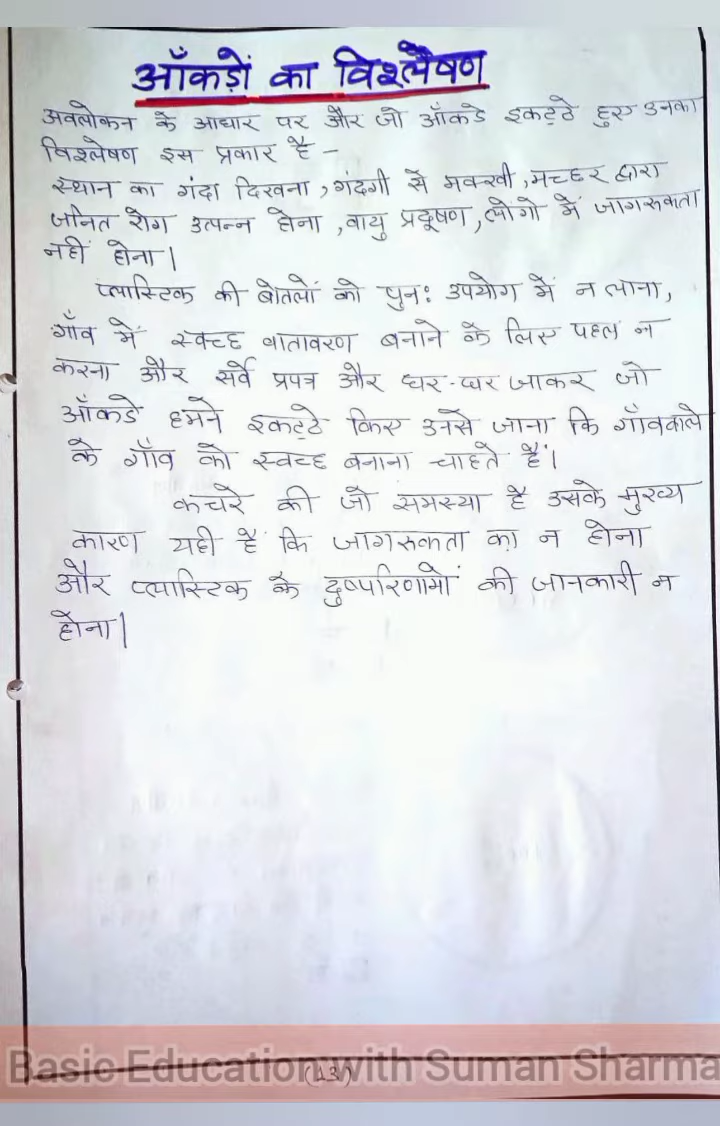 आँकड़ों का विश्लेषण
अवलोकन के आधार पर और जो आँकडे इकट्ठे हुए उनका
विश्लेषण इस प्रकार है -
स्थान का गंदा दिखना, गंदगी से मक्खी, मच्छर द्वारा
जनित रोग उत्पन्न होना, वायु प्रदूषण, लोगो में जागरूकता
नहीं होना।
प्लास्टिक की बोतलों को पुनः उपयोग में न लाना,
गाँव में स्वच्छ वातावरण बनाने के लिए पहल न
करना और सर्वे प्रपत्र और घर-घर जाकर जो
आँकडे हमने इकट्ठे किए उनसे जाना कि गाँववाले
के गाँव को स्वच्छ बनाना चाहते हैं।
कचरे की जो समस्या है उसके मुख्य
कारण यही है कि जागरूकता का न होना
और प्लास्टिक के दुष्परिणामों की जानकारी न
होना।
(13)
Basic Education with Suman Sharma